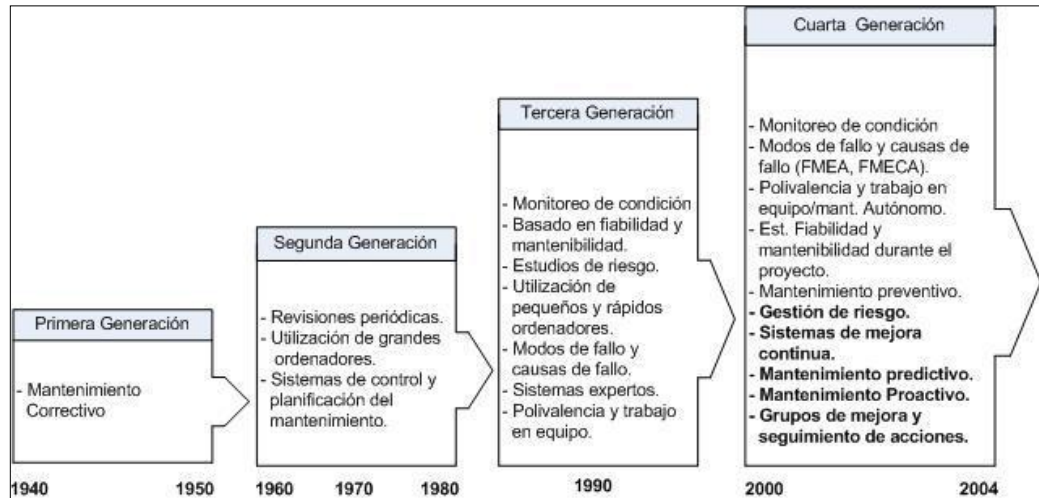 Primera Generación
- Mantenimiento
Correctivo
Segunda Generación
- Revisiones periódicas.
- Utilización de grandes
ordenadores.
- Sistemas de control y
planificación del
mantenimiento.
Tercera Generación
- Monitoreo de condición
- Basado en fiabilidad y
mantenibilidad.
- Estudios de riesgo.
- Utilización de
pequeños y rápidos
ordenadores.
- Modos de fallo y
causas de fallo.
- Sistemas expertos.
- Polivalencia y trabajo
en equipo.
Cuarta Generación
- Monitoreo de condición
- Modos de fallo y causas de
fallo (FMEA, FMECA).
- Polivalencia y trabajo en
equipo/mant. Autónomo.
- Est. Fiabilidad y
mantenibilidad durante el
proyecto.
- Mantenimiento preventivo.
- Gestión de riesgo.
- Sistemas de mejora
continua.
- Mantenimiento predictivo.
- Mantenimiento Proactivo.
- Grupos de mejora y
seguimiento de acciones.
1940 1950 1960 1970 1980 1990 2000 2004